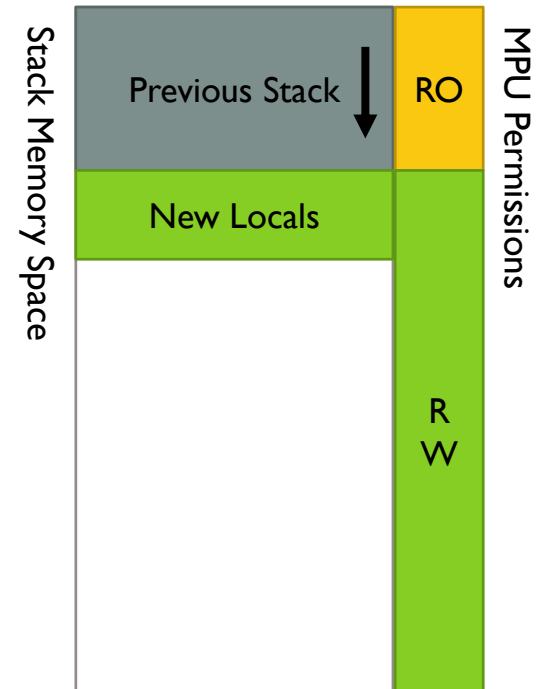 Stack Memory Space
Previous Stack
RO
MPU Permissions
New Locals
R
W